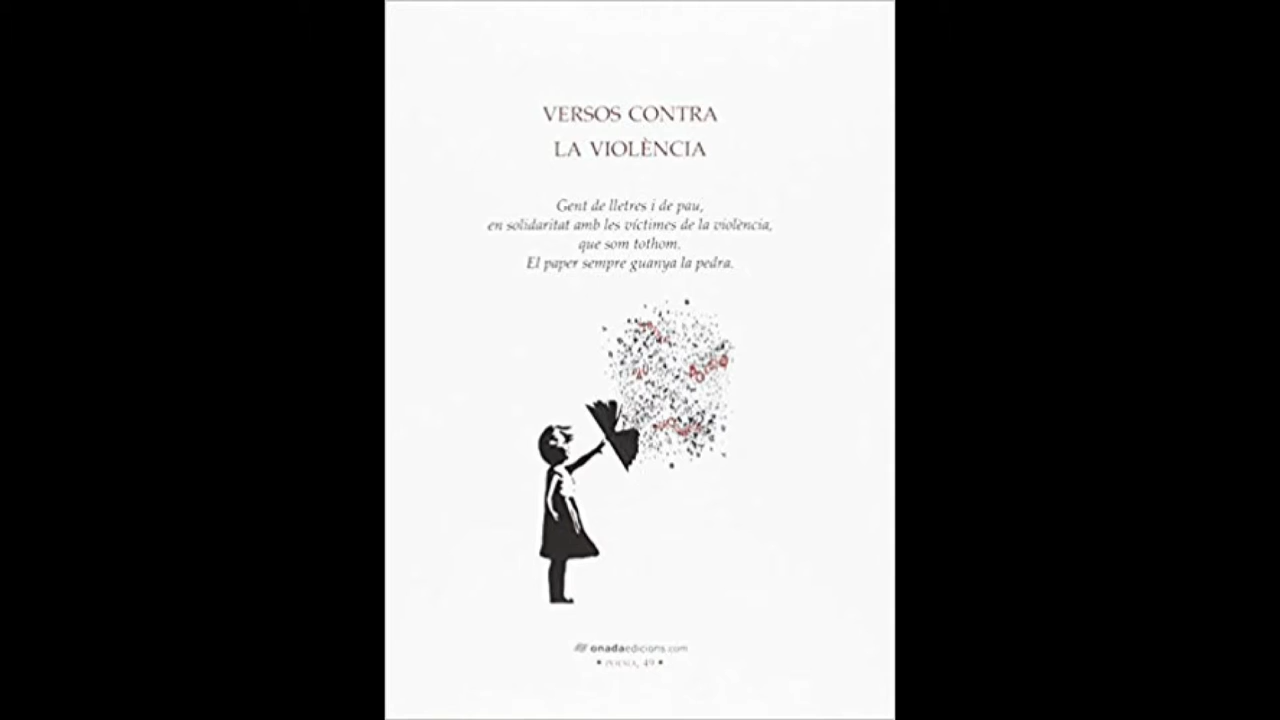 VERSOS CONTRA
LA VIOLÈNCIA
Gent de lletres i de pau,
en solidaritat amb les víctimes de la violència,
que som tothom.
El paper sempre guanya la pedra.
onadaedicions.com
• POESIA, 49 •